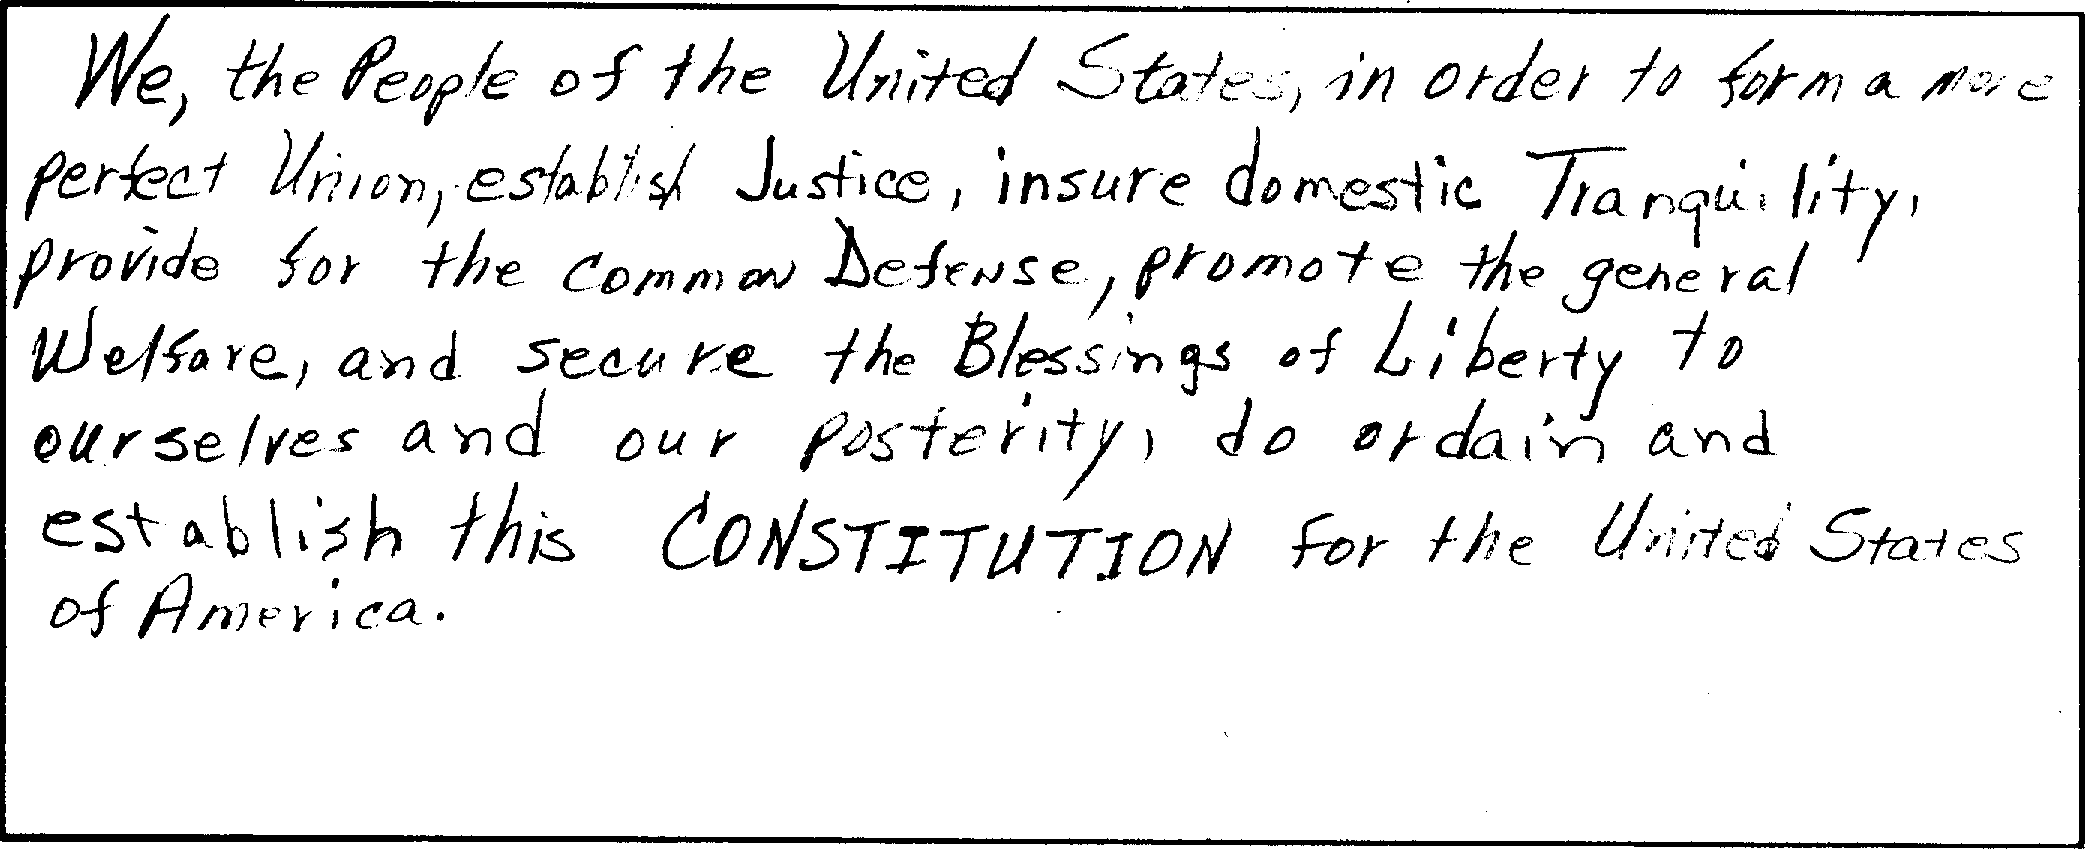 We, the People of the United States, in order to form a more
perfect Union, establish Justice, insure domestic Tranquility,
provide for the common Defense, promote the general
Welfare, and secure the Blessings of Liberty to
ourselves and our posterity, do ordain and
establish this CONSTITUTION for the United States
of America.